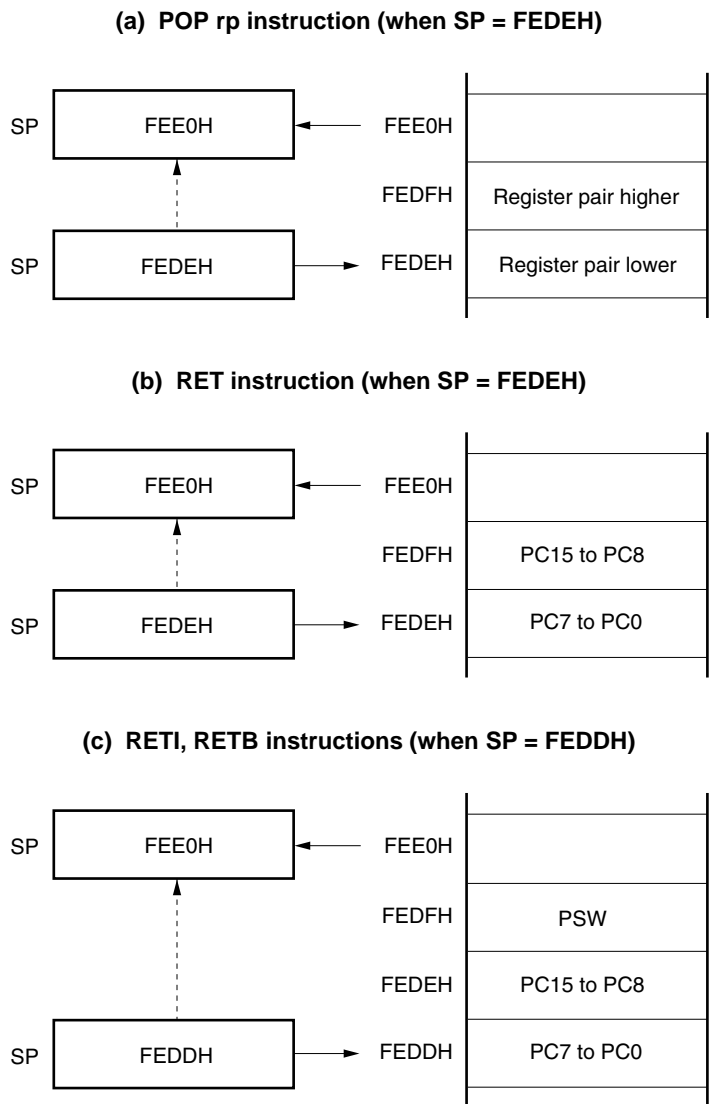 (a) POP rp instruction (when SP = FEDEH)
SP FEE0H FEE0H
FEDFH Register pair higher
SP FEDEH FEDEH Register pair lower
(b) RET instruction (when SP = FEDEH)
SP FEE0H FEE0H
FEDFH PC15 to PC8
SP FEDEH FEDEH PC7 to PC0
(c) RETI, RETB instructions (when SP = FEDDH)
SP FEE0H FEE0H
FEDFH PSW
FEDEH PC15 to PC8
SP FEDDH FEDDH PC7 to PC0